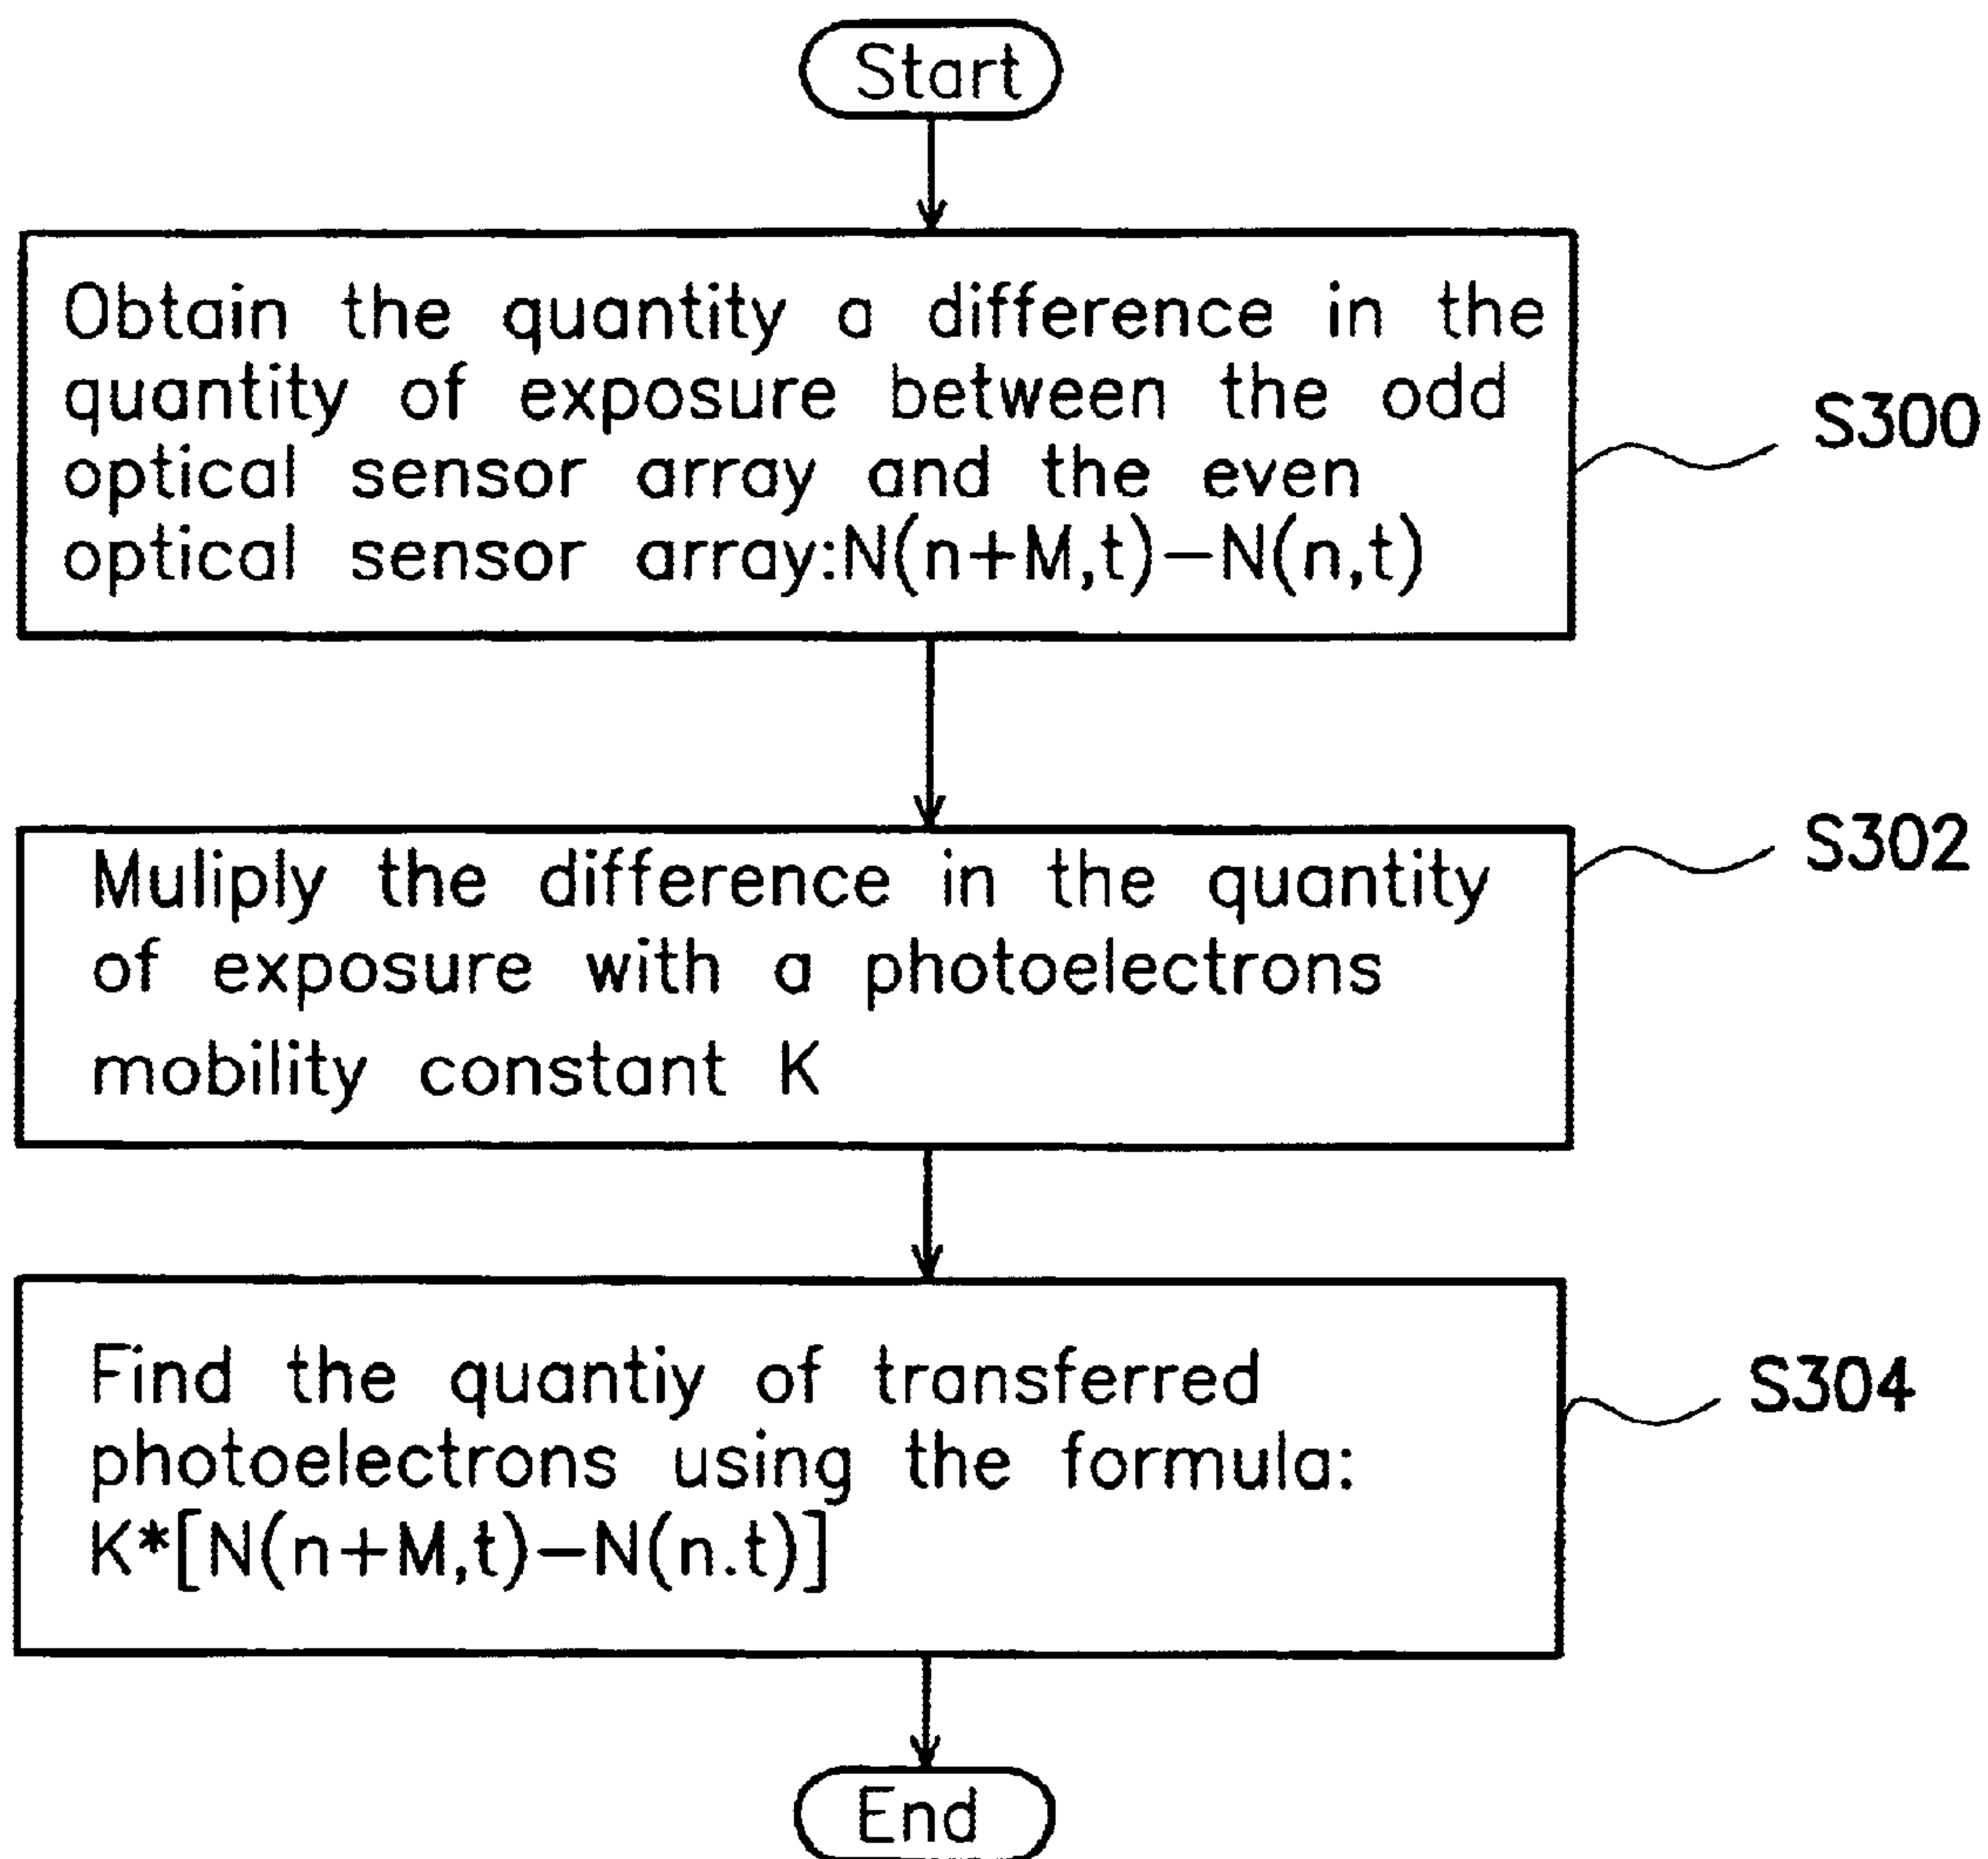 Start
Obtain the quantity a difference in the
quantity of exposure between the odd
optical sensor array and the even
optical sensor array:N(n+M,t)−N(n,t)
S300
Muliply the difference in the quantity
of exposure with a photoelectrons
mobility constant K
S302
Find the quantiy of transferred
photoelectrons using the formula:
K*[N(n+M,t)−N(n.t)]
S304
End